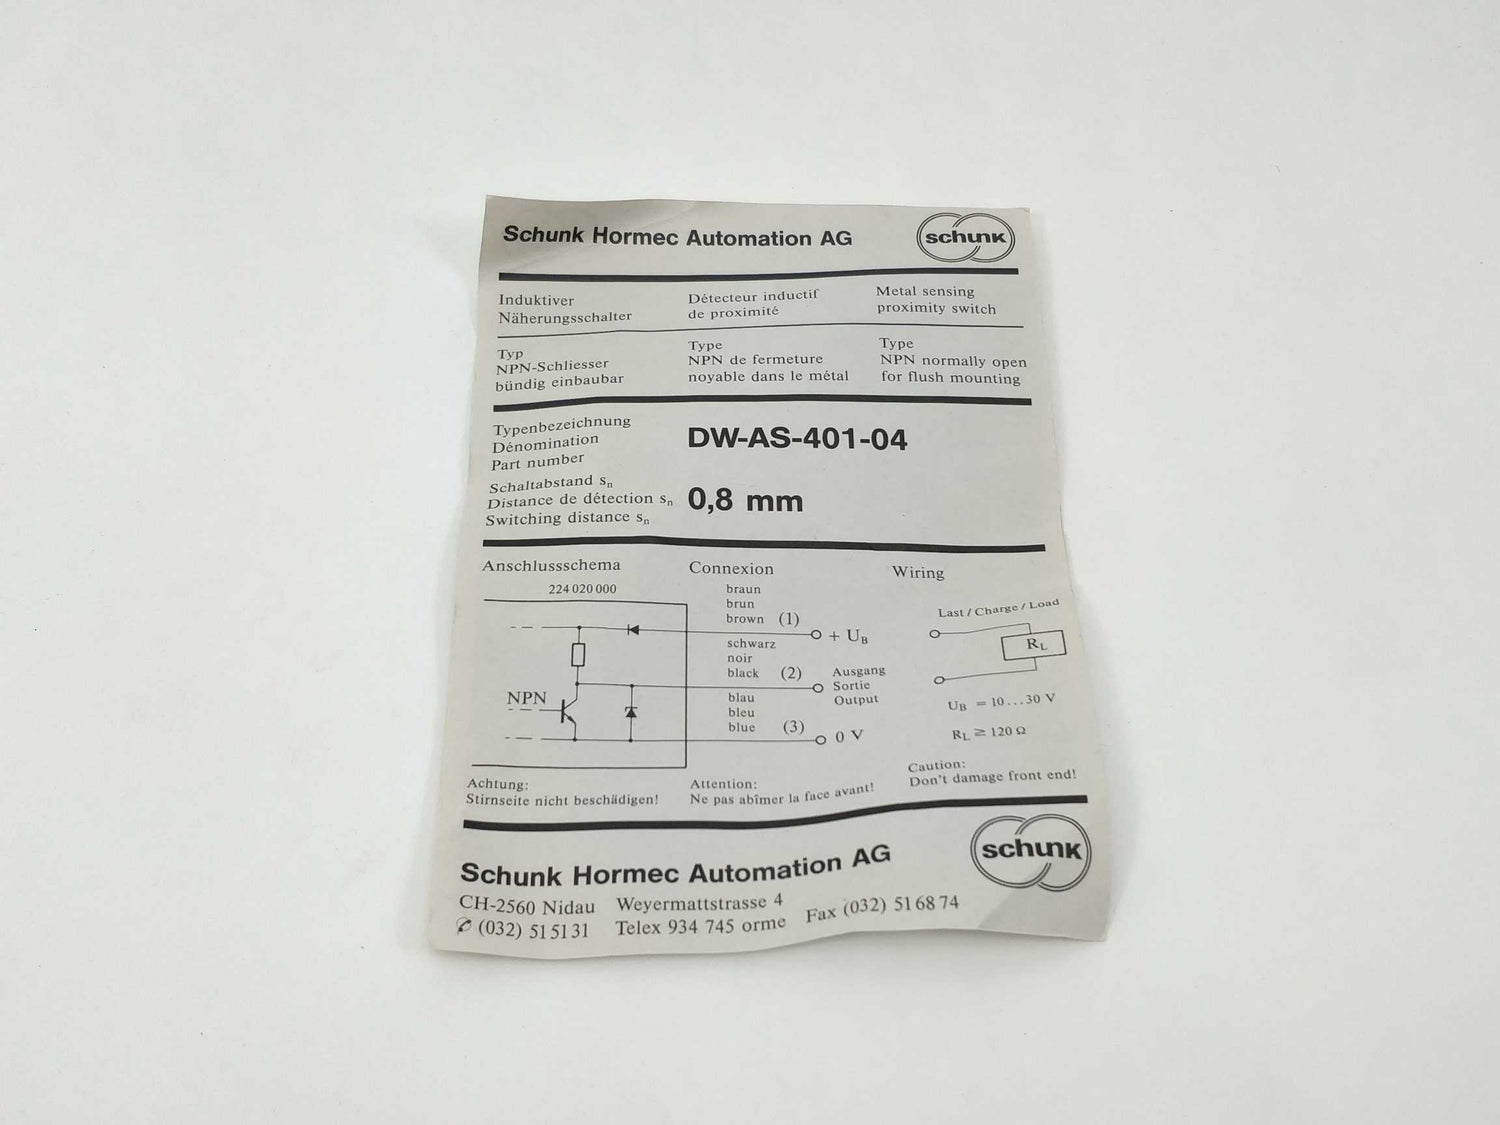 Schunk Hormec Automation AG
schunk
Induktiver
Näherungsschalter
Détecteur inductif
de proximité
Metal sensing
proximity switch
Typ
NPN-Schliesser
bündig einbaubar
Type
NPN de fermeture
noyable dans le métal
Type
NPN normally open
for flush mounting
Typenbezeichnung
Dénomination
Part number
DW-AS-401-04
Schaltabstand sn
Distance de détection sn
Switching distance sn
0,8 mm
Anschlussschema
Connexion
Wiring
224 020 000
braun
brun
brown (1)
+ UB
schwarz
noir
black (2)
Ausgang
Sortie
Output
blau
bleu
blue (3)
0 V
NPN
Last / Charge / Load
RL
UB = 10...30 V
RL ≥ 120 Ω
Achtung:
Stirnseite nicht beschädigen!
Attention:
Ne pas abîmer la face avant!
Caution:
Don't damage front end!
Schunk Hormec Automation AG
schunk
CH-2560 Nidau Weyermattstrasse 4
✆ (032) 51 51 31 Telex 934 745 orme Fax (032) 51 68 74